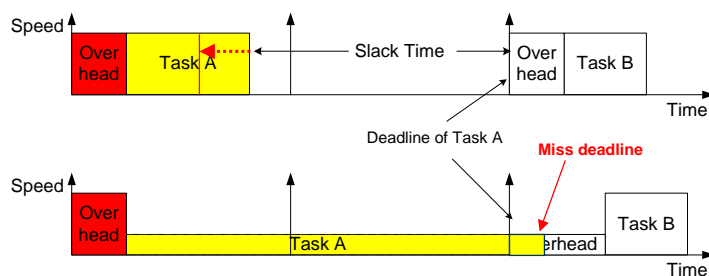 Speed
Time
Over
head
Task A
Slack Time
Over
head
Task B
Time
Deadline of Task A
Miss deadline
Speed
Over
head
Task A
erhead
Task B
Time